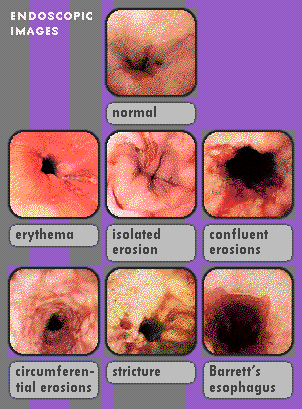 ENDOSCOPIC
IMAGES
normal
erythema
isolated
erosion
confluent
erosions
circumferen-
tial erosions
stricture
Barrett's
esophagus